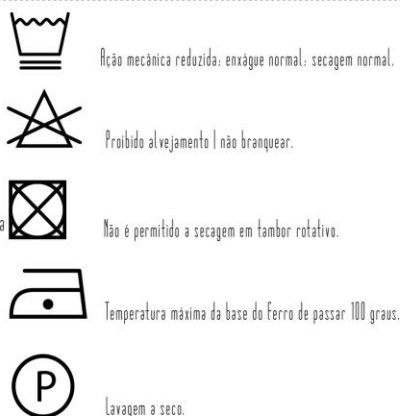 Ação mecânica reduzida: enxágue normal: secagem normal.
Proibido alvejamento | não branquear.
a
Não é permitido a secagem em tambor rotativo.
Temperatura máxima da base do Ferro de passar 100 graus.
P
Lavagem a seco.